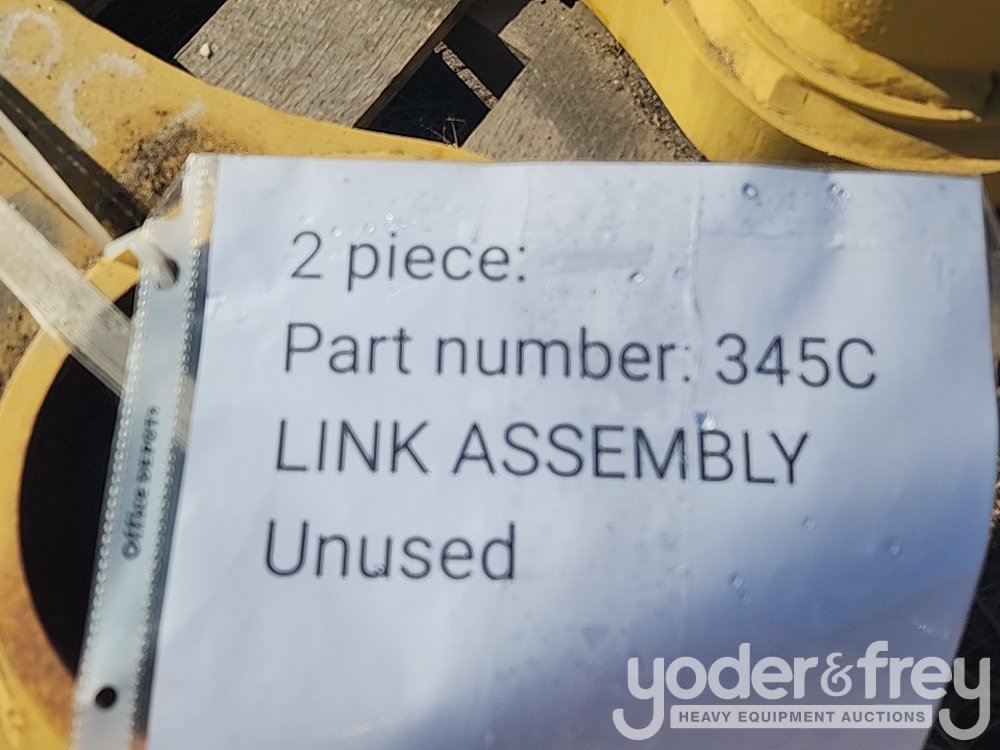 2 piece:
Part number: 345C
LINK ASSEMBLY
Unused
yoder&frey
HEAVY EQUIPMENT AUCTIONS